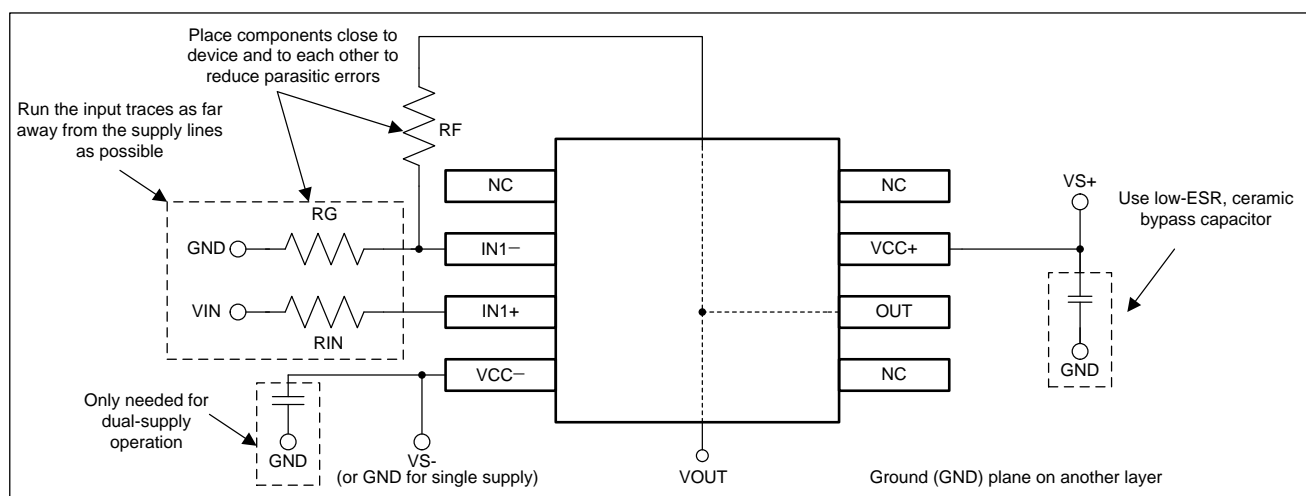 Place components close to
device and to each other to
reduce parasitic errors
Run the input traces as far
away from the supply lines
as possible
RF
NC
NC
VS+
Use low-ESR, ceramic
bypass capacitor
RG
GND
IN1−
VCC+
VIN
IN1+
OUT
RIN
VCC−
NC
GND
Only needed for
dual-supply
operation
GND
VS-
(or GND for single supply)
VOUT
Ground (GND) plane on another layer